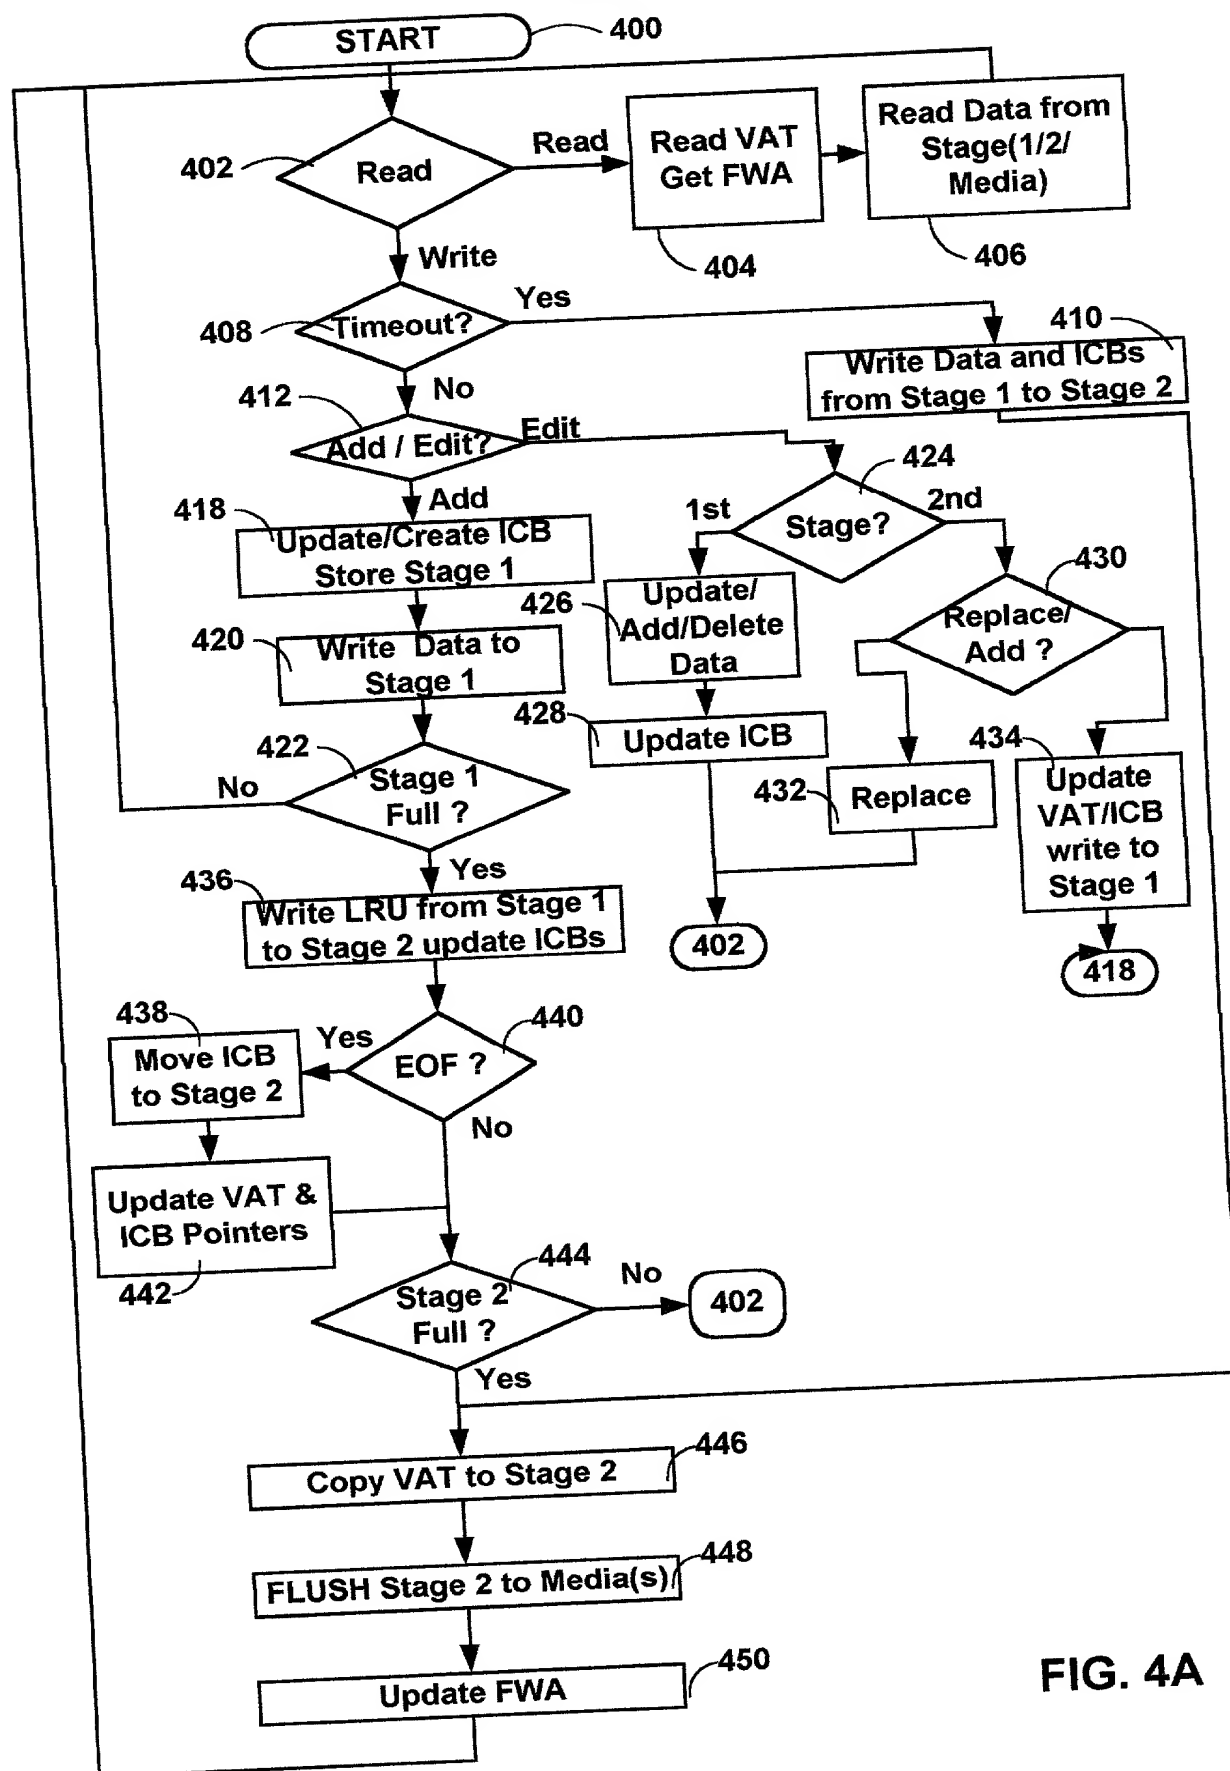 START
400
402
Read
Read
Read VAT
Get FWA
404
Read Data from
Stage(1/2/
Media)
406
Write
408
Timeout?
Yes
410
Write Data and ICBs
from Stage 1 to Stage 2
No
412
Add / Edit?
Edit
424
Stage?
1st
2nd
Add
418
Update/Create ICB
Store Stage 1
426
Update/
Add/Delete
Data
430
Replace/
Add ?
420
Write Data to
Stage 1
428
Update ICB
422
Stage 1
Full ?
No
432
Replace
434
Update
VAT/ICB
write to
Stage 1
Yes
436
Write LRU from Stage 1
to Stage 2 update ICBs
402
418
438
Move ICB
to Stage 2
Yes
EOF ?
440
No
Update VAT &
ICB Pointers
442
444
Stage 2
Full ?
No
402
Yes
446
Copy VAT to Stage 2
448
FLUSH Stage 2 to Media(s)
450
Update FWA
FIG. 4A